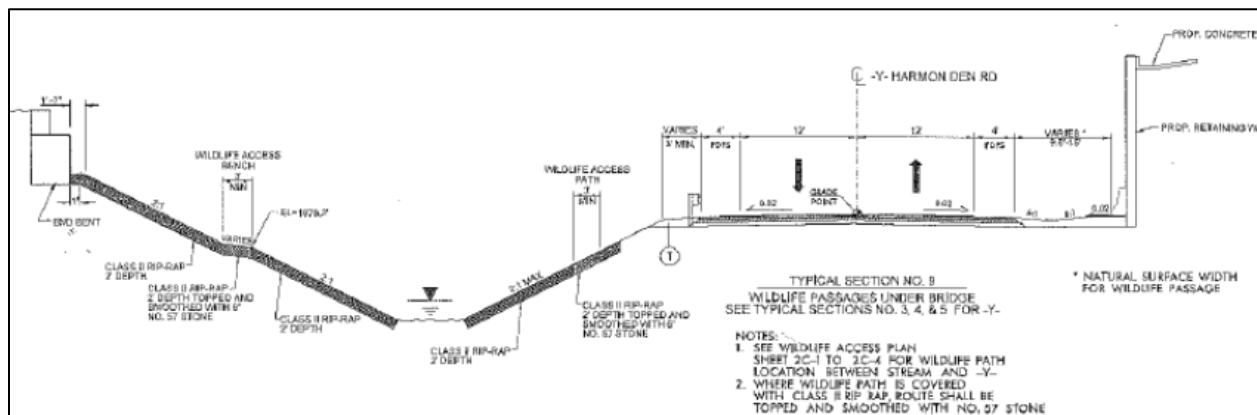 PROP. CONCRETE
℄ -Y- HARMON DEN RD
1'-7"
VARIES
3' MIN.
4'
FDPS
12'
12'
4'
FDPS
VARIES *
PROP. RETAINING
WILDLIFE ACCESS
BENCH
3'
MIN
WILDLIFE ACCESS
PATH
3'
MIN.
GRADE
POINT
0.02
0.02
0.02
END BENT
2:1
VARIES
2:1
2:1 MAX
CLASS II RIP-RAP
2' DEPTH
CLASS II RIP-RAP
2' DEPTH TOPPED AND
SMOOTHED WITH 6"
NO. 57 STONE
CLASS II RIP-RAP
2' DEPTH
CLASS II RIP-RAP
2' DEPTH
CLASS II RIP-RAP
2' DEPTH TOPPED AND
SMOOTHED WITH 6"
NO. 57 STONE
T
TYPICAL SECTION NO. 9
WILDLIFE PASSAGES UNDER BRIDGE
SEE TYPICAL SECTIONS NO. 3, 4, & 5 FOR -Y-
* NATURAL SURFACE WIDTH
FOR WILDLIFE PASSAGE
NOTES:
1. SEE WILDLIFE ACCESS PLAN
SHEET 2C-1 TO 2C-4 FOR WILDLIFE PATH
LOCATION BETWEEN STREAM AND -Y-
2. WHERE WILDLIFE PATH IS COVERED
WITH CLASS II RIP RAP, ROUTE SHALL BE
TOPPED AND SMOOTHED WITH NO. 57 STONE